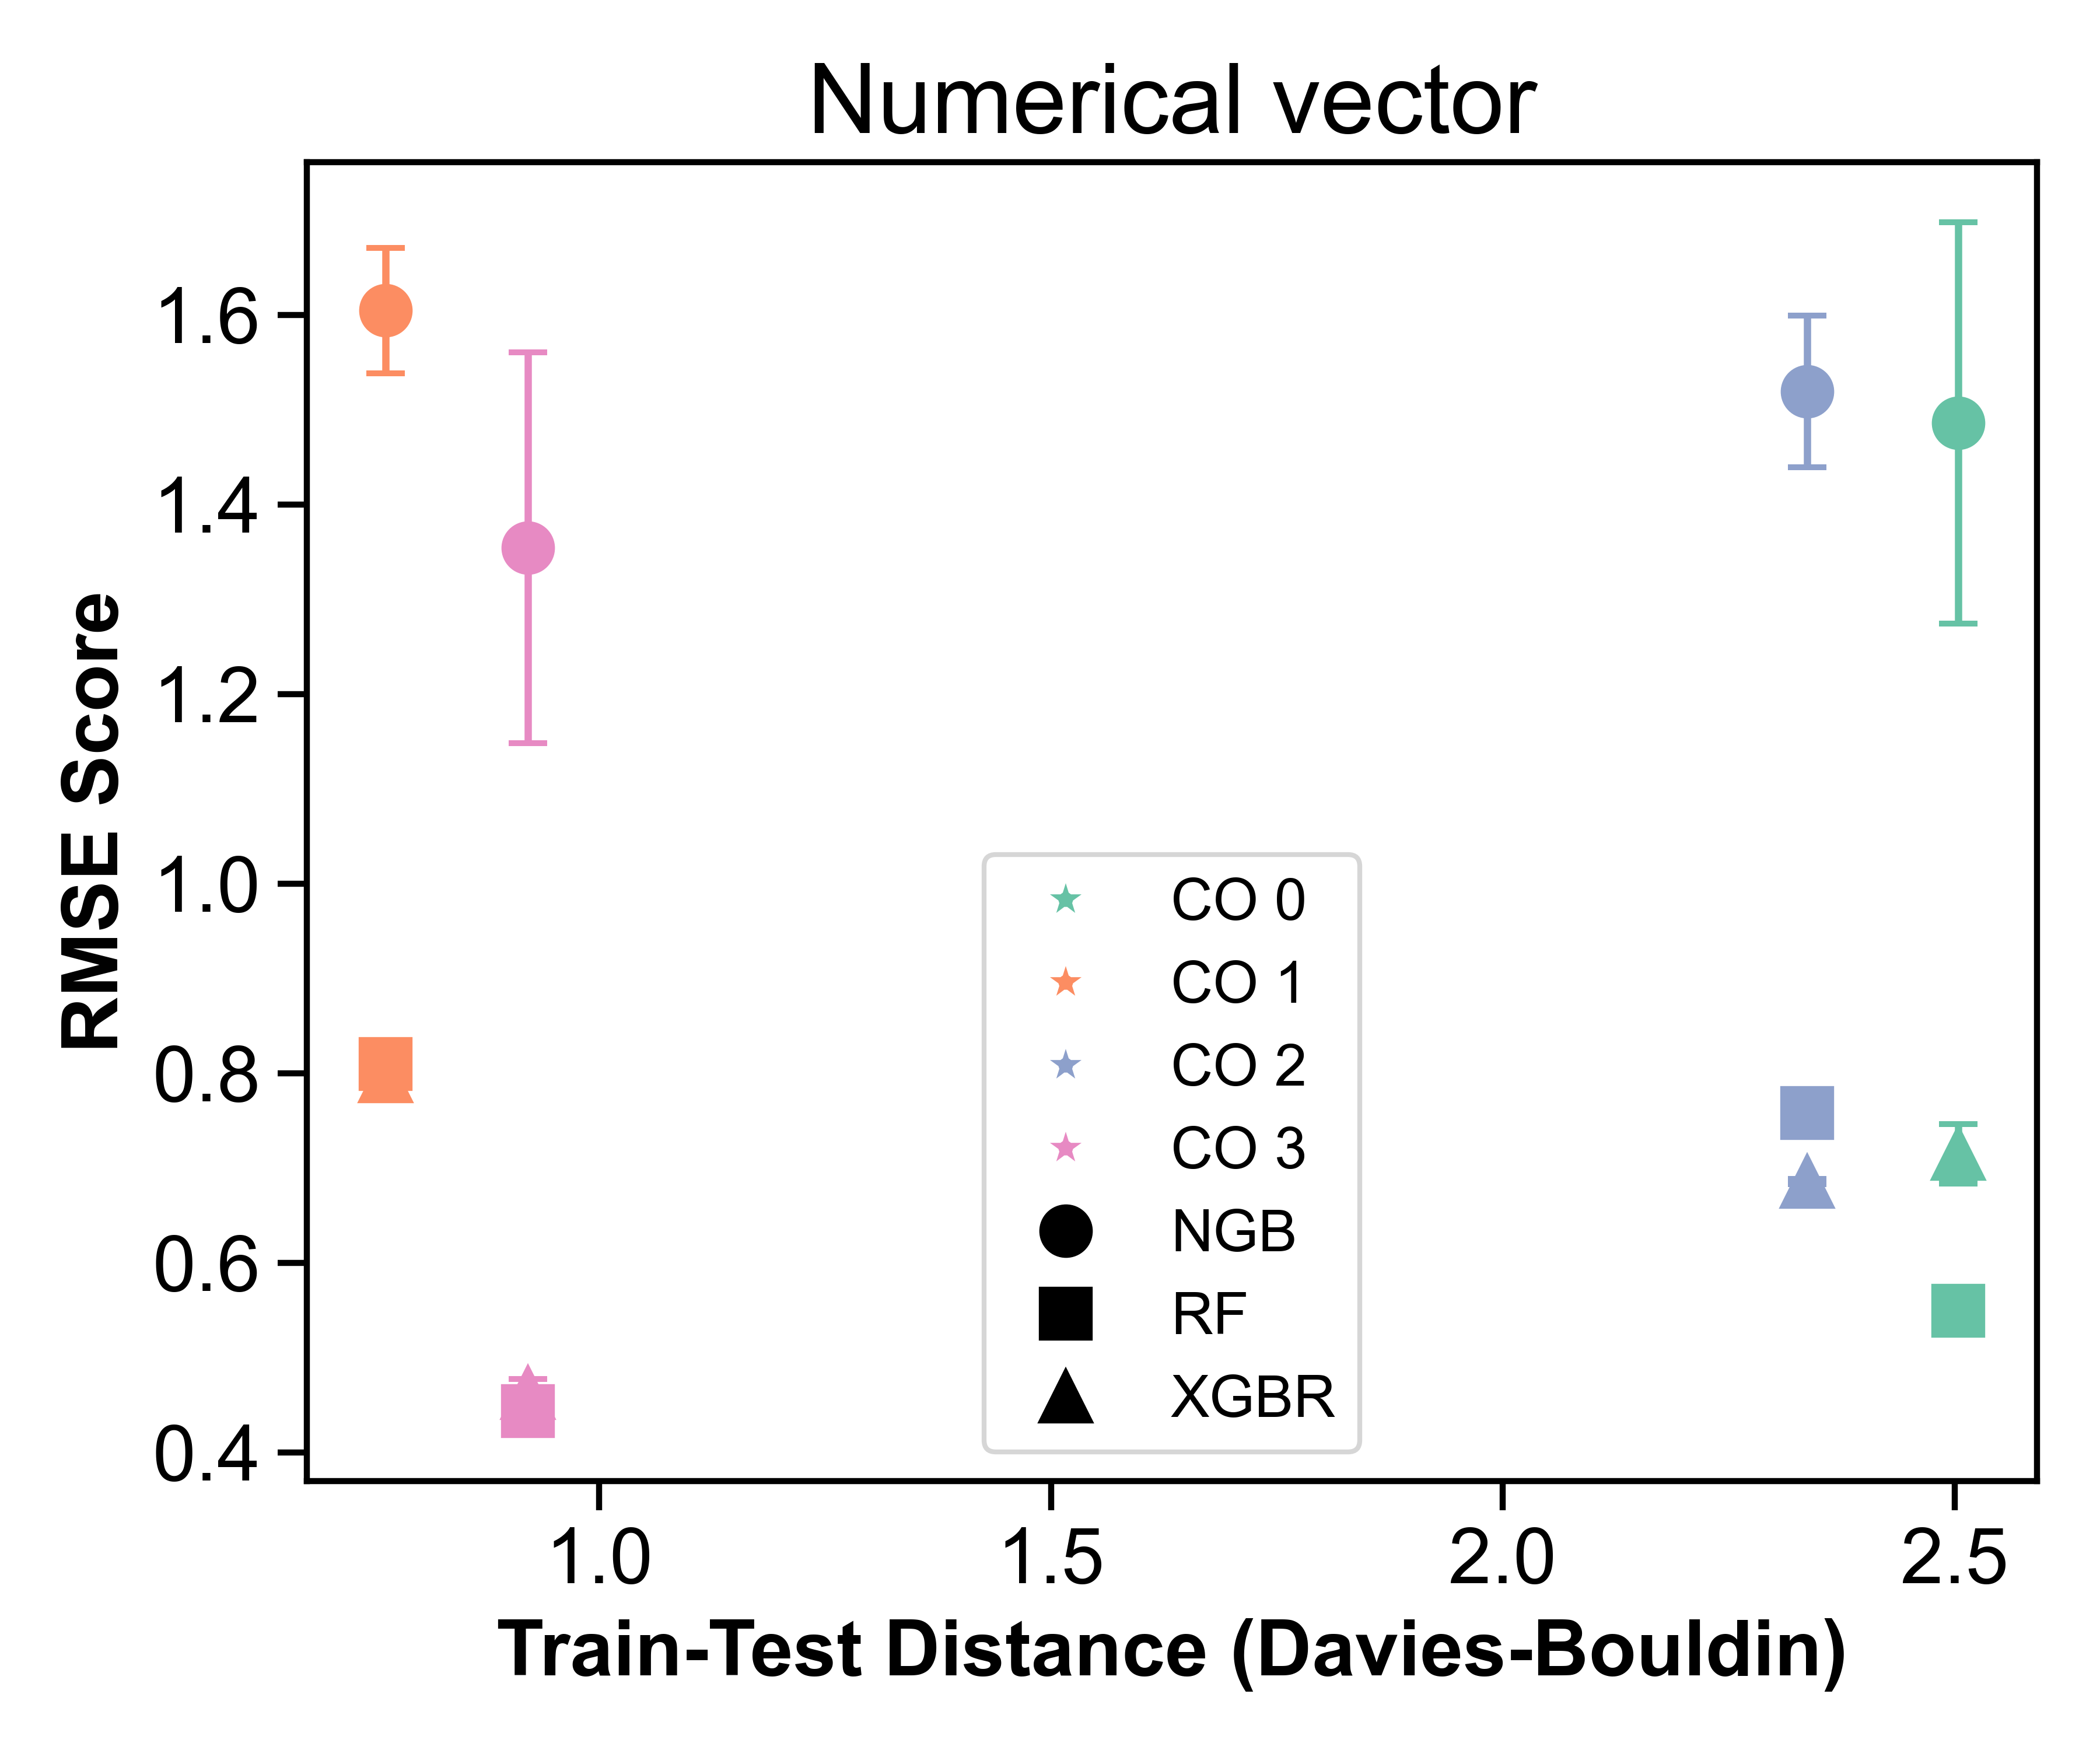 Numerical vector
RMSE Score
1.6
1.4
1.2
1.0
0.8
0.6
0.4
CO 0
CO 1
CO 2
CO 3
NGB
RF
XGBR
1.0 1.5 2.0 2.5
Train-Test Distance (Davies-Bouldin)